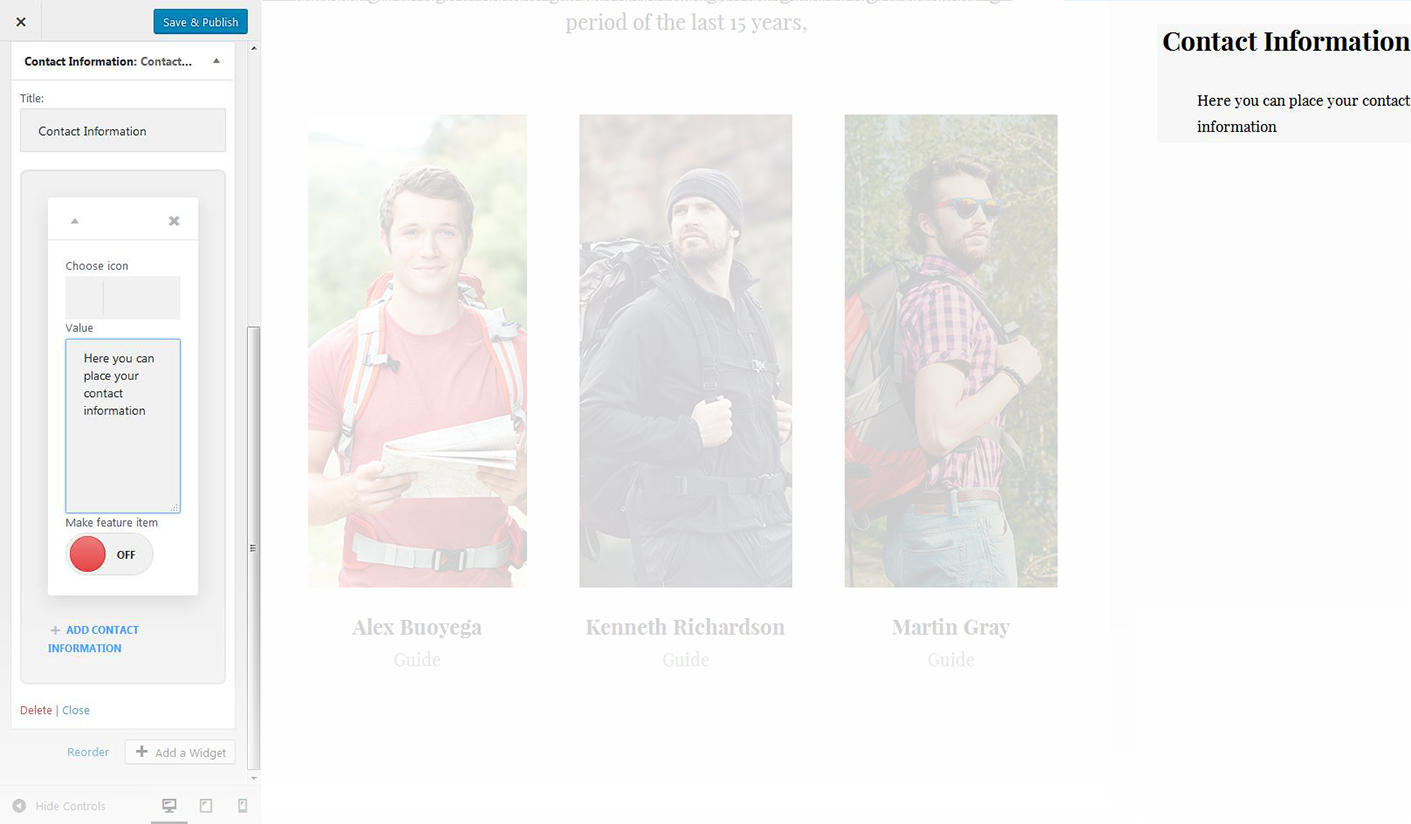 Save & Publish
Contact Information: Contact...
Title:
Contact Information
Choose icon
Value
Here you can
place your
contact
information
Make feature item
OFF
ADD CONTACT
INFORMATION
Delete | Close
Reorder
Add a Widget
Hide Controls
period of the last 15 years,
Alex Buoyega
Guide
Kenneth Richardson
Guide
Martin Gray
Guide
Contact Information
Here you can place your contact
information